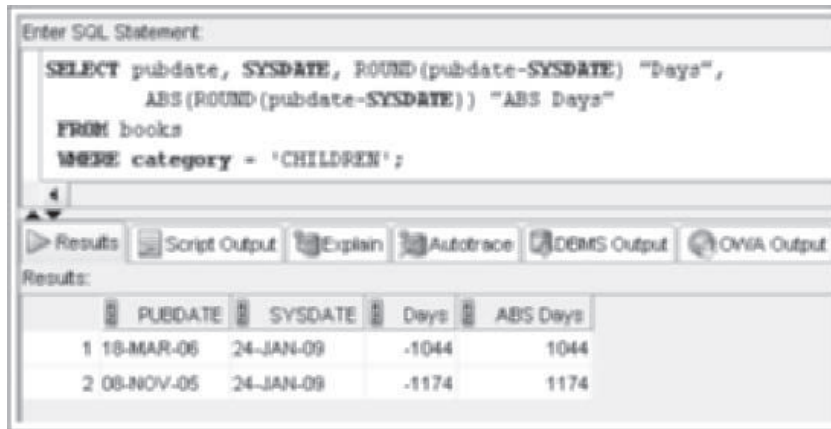 Enter SQL Statement:
SELECT pubdate, SYSDATE, ROUND(pubdate-SYSDATE) "Days",
ABS(ROUND(pubdate-SYSDATE)) "ABS Days"
FROM books
WHERE category = 'CHILDREN';
Results Script Output Explain Autotrace DBMS Output OWA Output
Results:
PUBDATE SYSDATE Days ABS Days
1 18-MAR-06 24-JAN-09 -1044 1044
2 08-NOV-05 24-JAN-09 -1174 1174